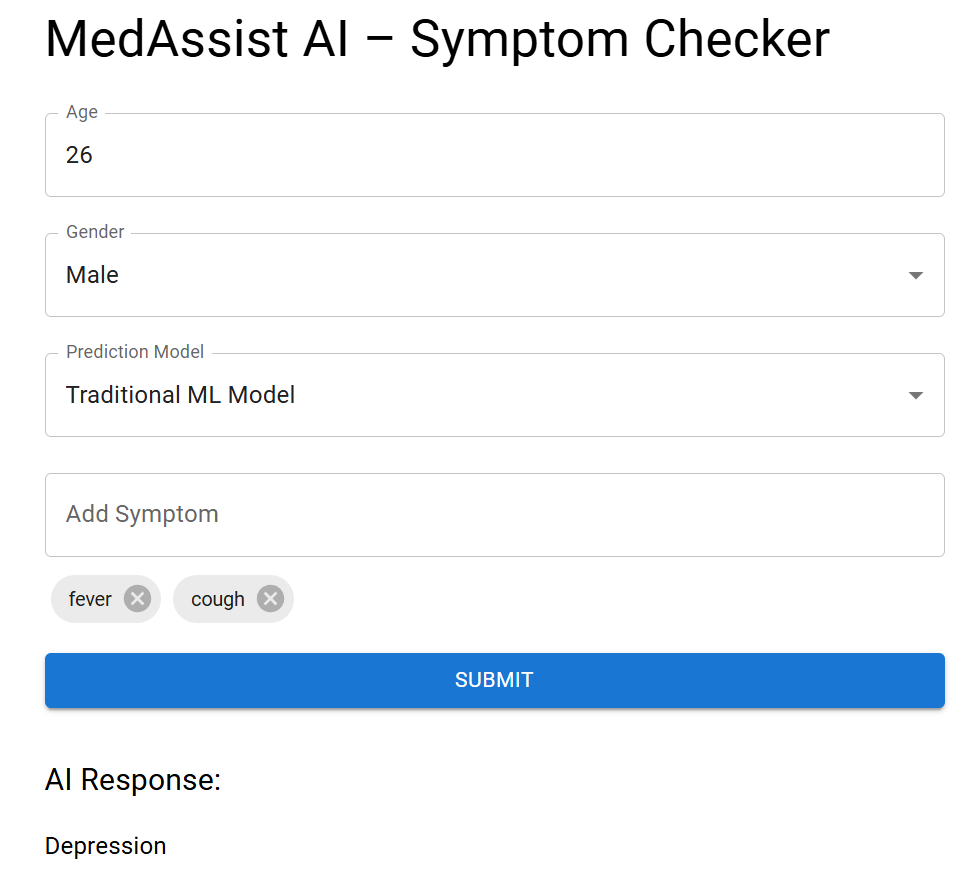 MedAssist AI – Symptom Checker
Age
26
Gender
Male
Prediction Model
Traditional ML Model
Add Symptom
fever cough
SUBMIT
AI Response:
Depression